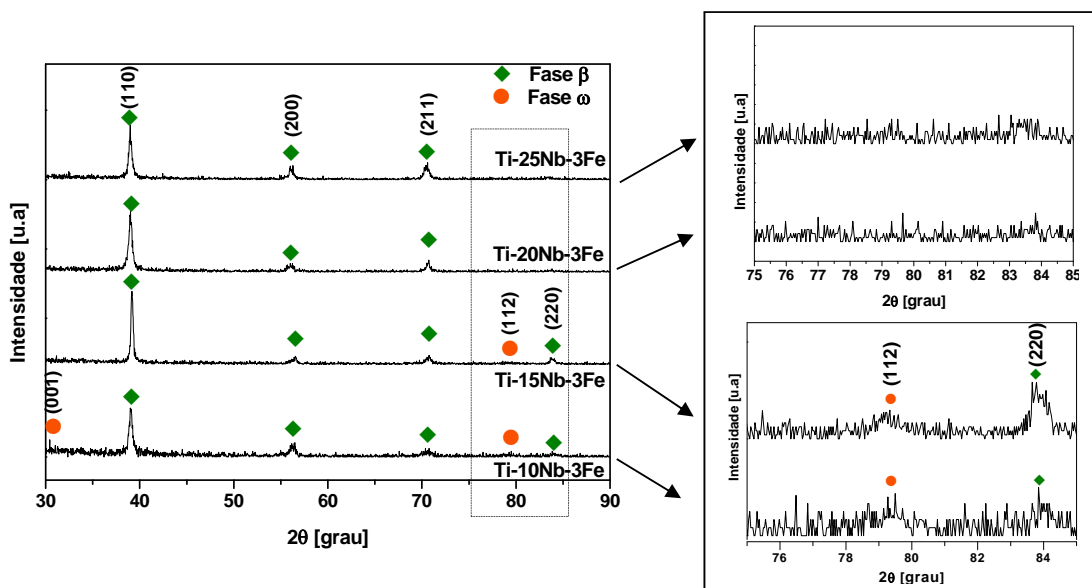 Fase β
Fase ω
(110)
(200)
(211)
Ti-25Nb-3Fe
Ti-20Nb-3Fe
(112)
(220)
Ti-15Nb-3Fe
(001)
Ti-10Nb-3Fe
Intensidade [u.a]
30 40 50 60 70 80 90
2θ [grau]
Intensidade [u.a]
75 76 77 78 79 80 81 82 83 84 85
2θ [grau]
(112)
(220)
Intensidade [u.a]
76 78 80 82 84
2θ [grau]